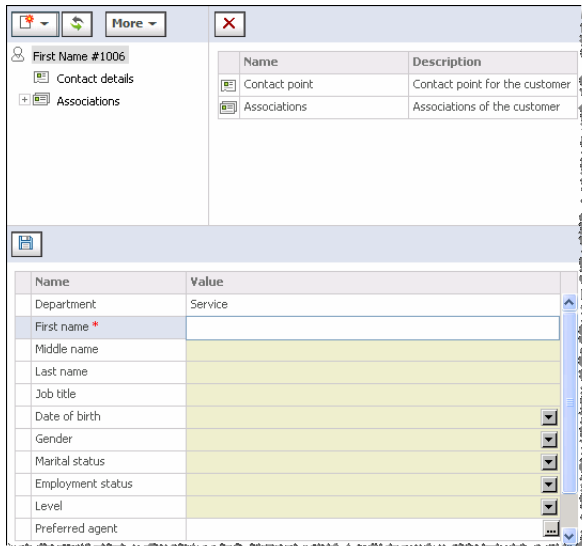 More
First Name #1006
Contact details
Associations
Name Description
Contact point Contact point for the customer
Associations Associations of the customer
Name Value
Department Service
First name *
Middle name
Last name
Job title
Date of birth
Gender
Marital status
Employment status
Level
Preferred agent ...